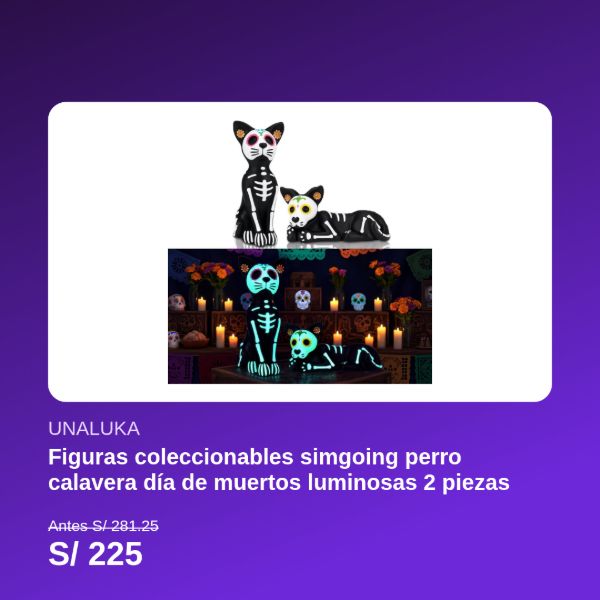 UNALUKA
Figuras coleccionables simgoing perro
calavera día de muertos luminosas 2 piezas
Antes S/ 281.25
S/ 225